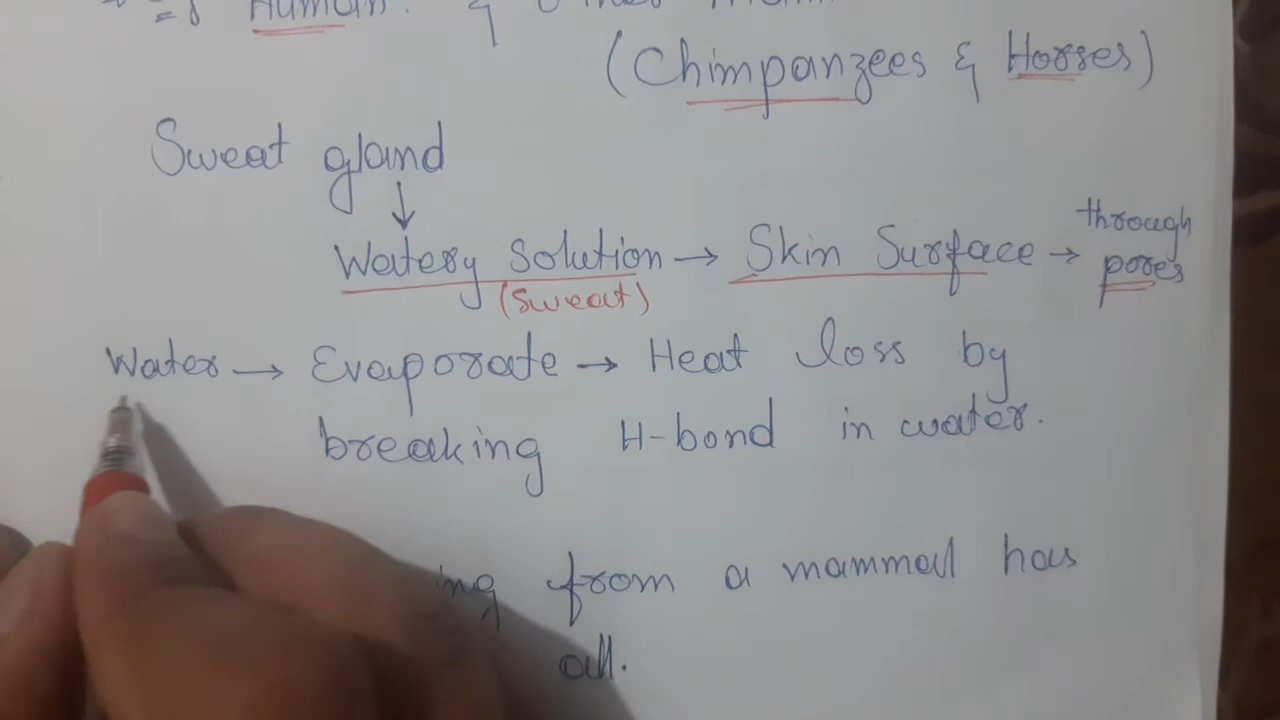 Human. &
(Chimpanzees & Horses)
Sweat gland
↓
Watery Solution → Skin Surface → through pores
(Sweat)
Water → Evaporate → Heat loss by
breaking H-bond in water.
from a mammal has
all.